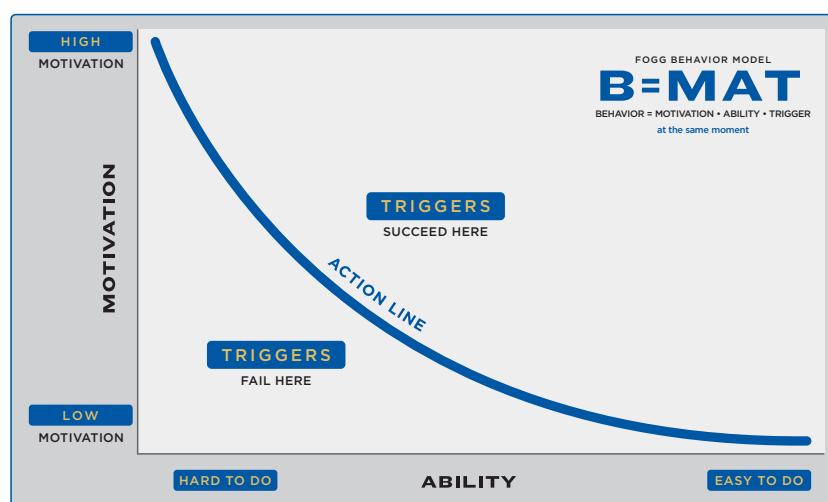 HIGH
MOTIVATION
FOGG BEHAVIOR MODEL
B=MAT
BEHAVIOR = MOTIVATION • ABILITY • TRIGGER
at the same moment
MOTIVATION
TRIGGERS
SUCCEED HERE
ACTION LINE
TRIGGERS
FAIL HERE
LOW
MOTIVATION
HARD TO DO
ABILITY
EASY TO DO